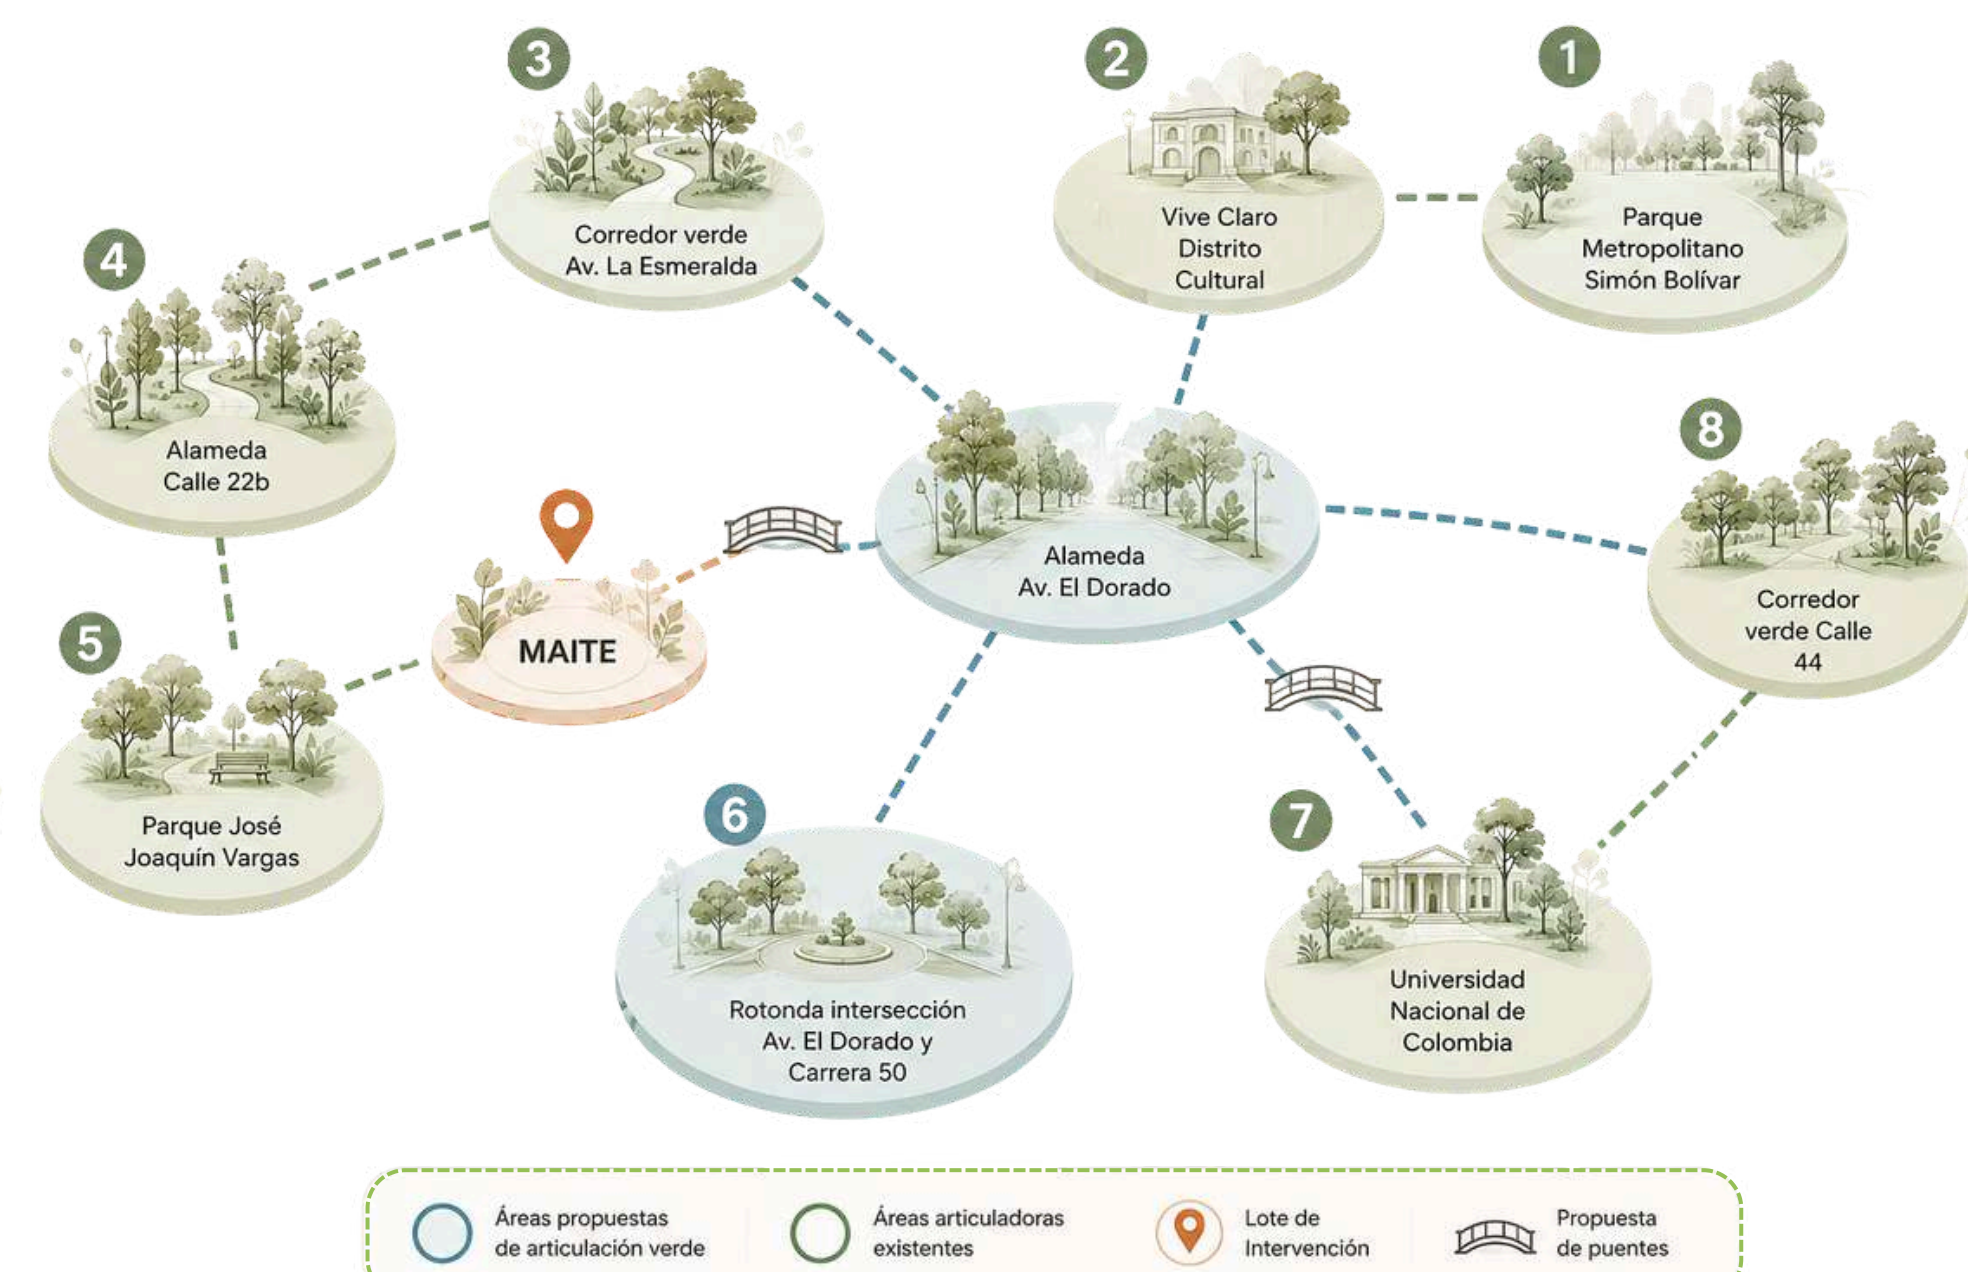 3
2
1
Corredor verde
Av. La Esmeralda
Vive Claro
Distrito
Cultural
Parque
Metropolitano
Simón Bolívar
4
Alameda
Calle 22b
8
Corredor
verde Calle
44
Alameda
Av. El Dorado
MAITE
5
Parque José
Joaquín Vargas
6
Rotonda intersección
Av. El Dorado y
Carrera 50
7
Universidad
Nacional de
Colombia
Áreas propuestas
de articulación verde
Áreas articuladoras
existentes
Lote de
Intervención
Propuesta
de puentes